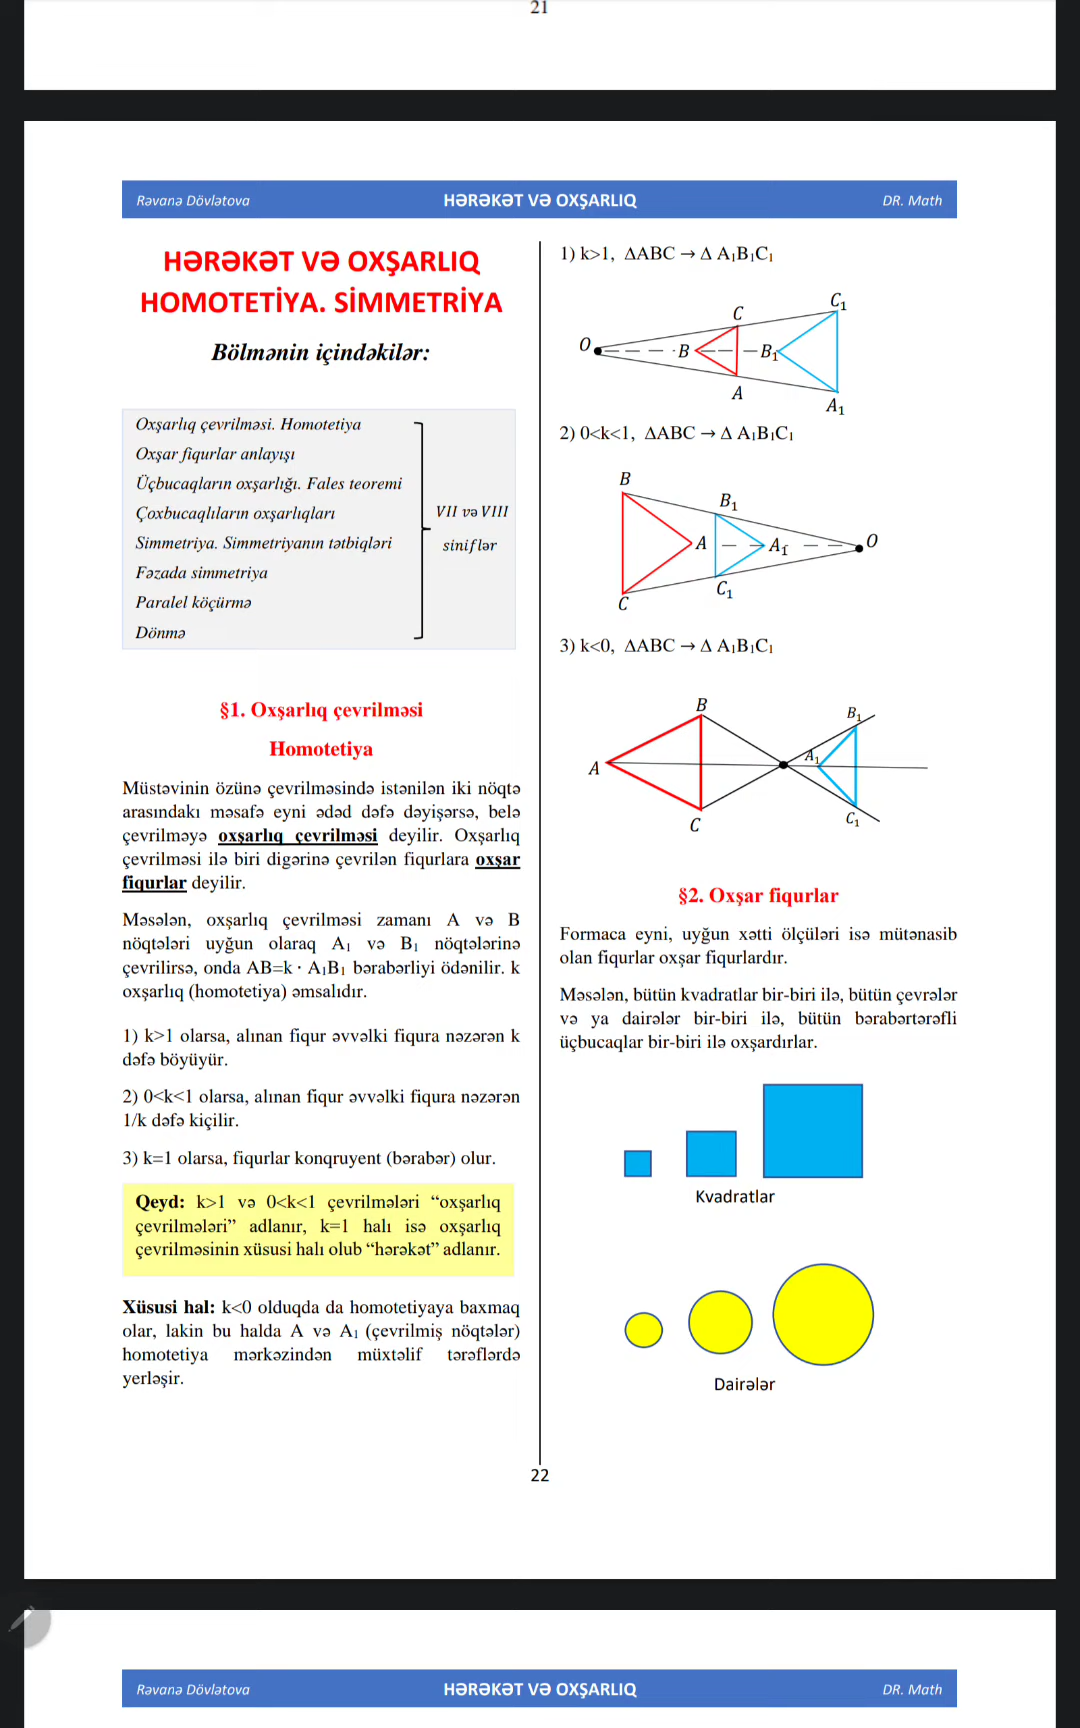 21
Rəvanə Dövlətova
HƏRƏKƏT VƏ OXŞARLIQ
DR. Math
HƏRƏKƏT VƏ OXŞARLIQ
HOMOTETİYA. SİMMETRİYA
Bölmənin içindəkilər:
Oxşarlıq çevrilməsi. Homotetiya
Oxşar fiqurlar anlayışı
Üçbucaqların oxşarlığı. Fales teoremi
Çoxbucaqlıların oxşarlıqları
Simmetriya. Simmetriyanın tətbiqləri
Fəzada simmetriya
Paralel köçürmə
Dönmə
VII və VIII
siniflər
§1. Oxşarlıq çevrilməsi
Homotetiya
Müstəvinin özünə çevrilməsində istənilən iki nöqtə
arasındakı məsafə eyni ədəd dəfə dəyişərsə, belə
çevrilməyə oxşarlıq çevrilməsi deyilir. Oxşarlıq
çevrilməsi ilə biri digərinə çevrilən fiqurlara oxşar
fiqurlar deyilir.
Məsələn, oxşarlıq çevrilməsi zamanı A və B
nöqtələri uyğun olaraq A₁ və B₁ nöqtələrinə
çevrilirsə, onda AB=k · A₁B₁ bərabərliyi ödənilir. k
oxşarlıq (homotetiya) əmsalıdır.
1) k>1 olarsa, alınan fiqur əvvəlki fiqura nəzərən k
dəfə böyüyür.
2) 0<k<1 olarsa, alınan fiqur əvvəlki fiqura nəzərən
1/k dəfə kiçilir.
3) k=1 olarsa, fiqurlar konqruyent (bərabər) olur.
Qeyd: k>1 və 0<k<1 çevrilmələri “oxşarlıq
çevrilmələri” adlanır, k=1 halı isə oxşarlıq
çevrilməsinin xüsusi halı olub “hərəkət” adlanır.
Xüsusi hal: k<0 olduqda da homotetiyaya baxmaq
olar, lakin bu halda A və A₁ (çevrilmiş nöqtələr)
homotetiya mərkəzindən müxtəlif tərəflərdə
yerləşir.
1) k>1, ΔABC → Δ A₁B₁C₁
C
C₁
O
B
B₁
A
A₁
2) 0<k<1, ΔABC → Δ A₁B₁C₁
B
B₁
A
A₁
O
C₁
C
3) k<0, ΔABC → Δ A₁B₁C₁
B
B₁
A
A₁
C
C₁
§2. Oxşar fiqurlar
Formaca eyni, uyğun xətti ölçüləri isə mütənasib
olan fiqurlar oxşar fiqurlardır.
Məsələn, bütün kvadratlar bir-biri ilə, bütün çevrələr
və ya dairələr bir-biri ilə, bütün bərabərtərəfli
üçbucaqlar bir-biri ilə oxşardırlar.
Kvadratlar
Dairələr
22
Rəvanə Dövlətova
HƏRƏKƏT VƏ OXŞARLIQ
DR. Math